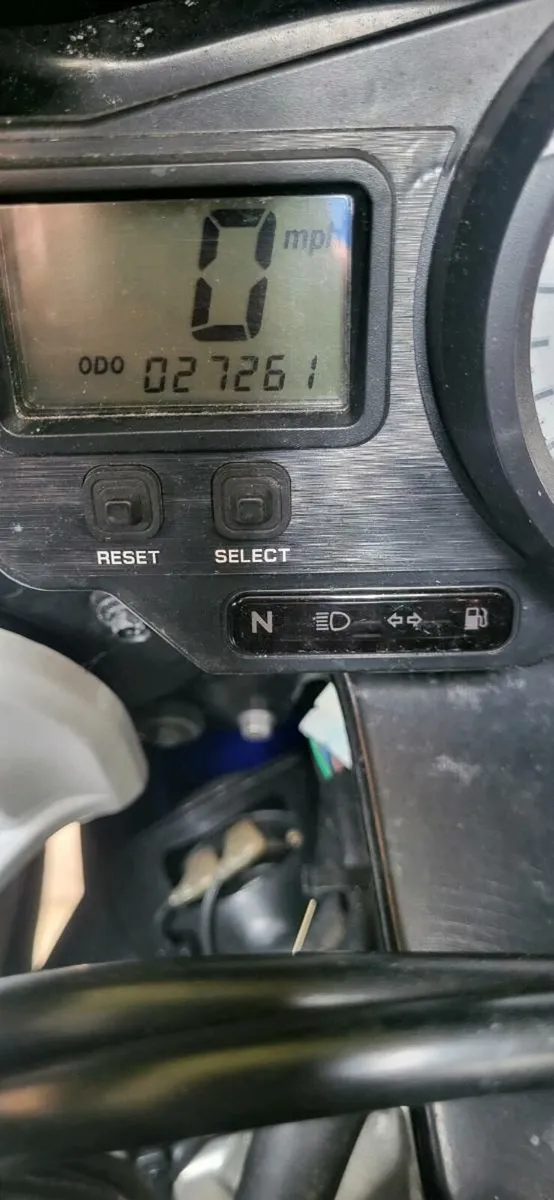 0 mph
ODO 027261
RESET SELECT
N